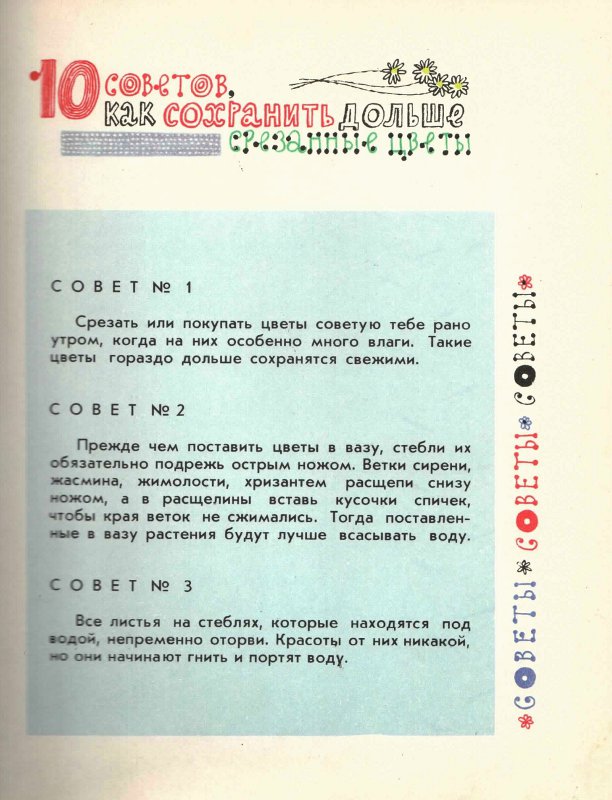 10 советов,
как сохранить дольше
срезанные цветы
СОВЕТ № 1
Срезать или покупать цветы советую тебе рано
утром, когда на них особенно много влаги. Такие
цветы гораздо дольше сохранятся свежими.
СОВЕТ № 2
Прежде чем поставить цветы в вазу, стебли их
обязательно подрежь острым ножом. Ветки сирени,
жасмина, жимолости, хризантем расщепи снизу
ножом, а в расщелины вставь кусочки спичек,
чтобы края веток не сжимались. Тогда поставлен-
ные в вазу растения будут лучше всасывать воду.
СОВЕТ № 3
Все листья на стеблях, которые находятся под
водой, непременно оторви. Красоты от них никакой,
но они начинают гнить и портят воду.
СОВЕТЫ СОВЕТЫ СОВЕТЫ